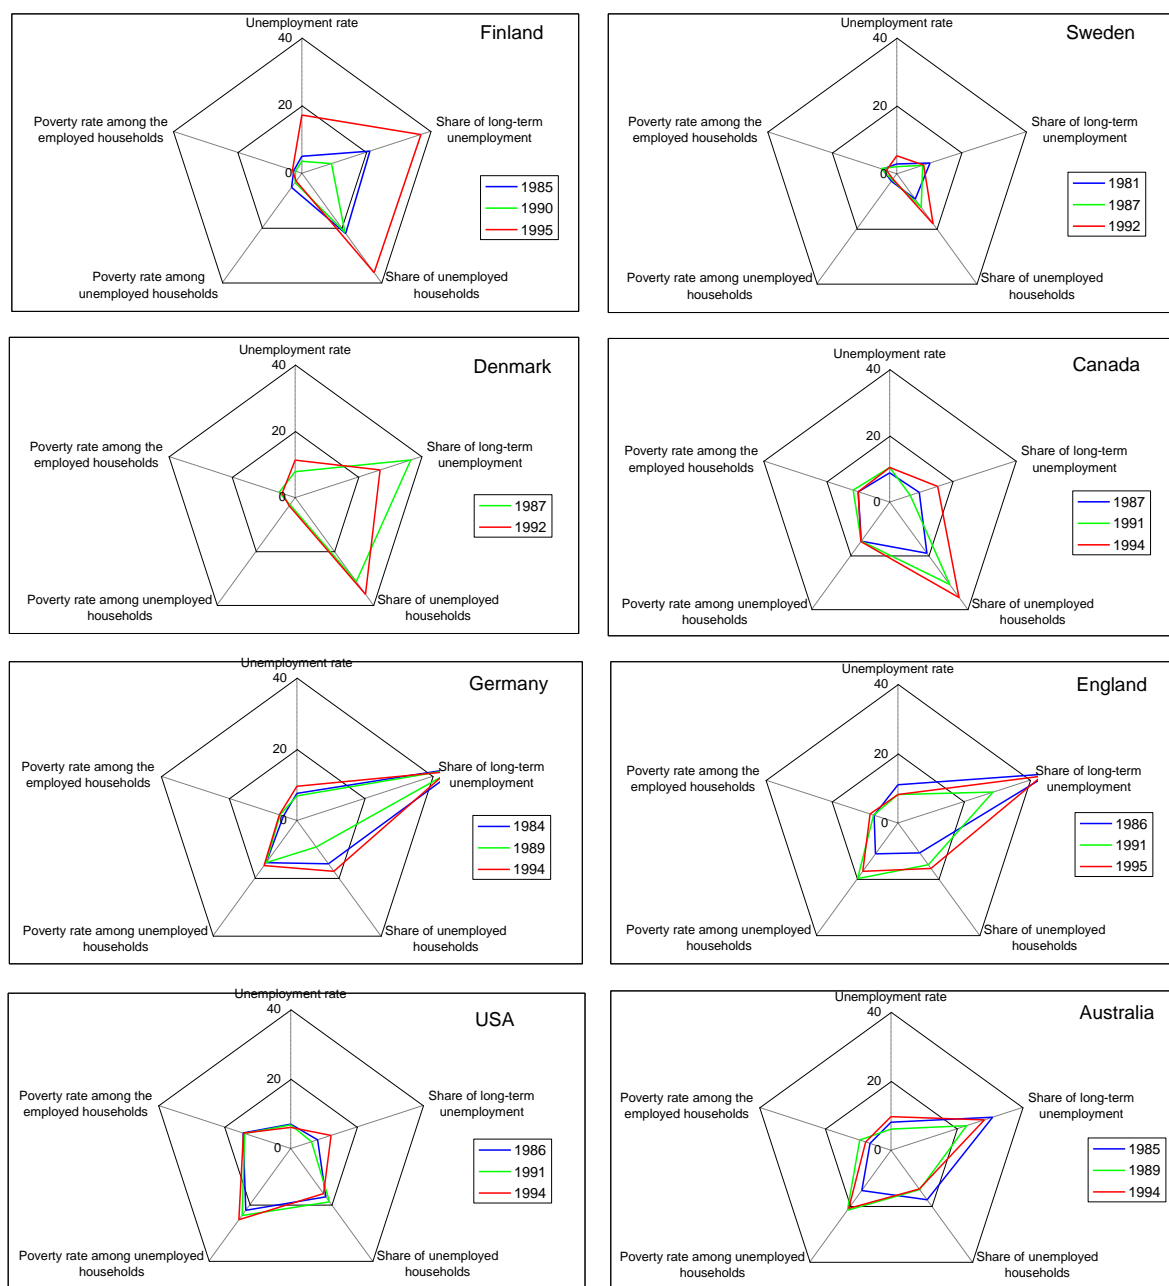 Unemployment rate
Finland
40
20
0
Poverty rate among the
employed households
Share of long-term
unemployment
1985
1990
1995
Poverty rate among
unemployed households
Share of unemployed
households
Unemployment rate
Sweden
40
20
0
Poverty rate among the
employed households
Share of long-term
unemployment
1981
1987
1992
Poverty rate among unemployed
households
Share of unemployed
households
Unemployment rate
Denmark
40
20
0
Poverty rate among the
employed households
Share of long-term
unemployment
1987
1992
Poverty rate among unemployed
households
Share of unemployed
households
Unemployment rate
Canada
40
20
0
Poverty rate among the
employed households
Share of long-term
unemployment
1987
1991
1994
Poverty rate among unemployed
households
Share of unemployed
households
Unemployment rate
Germany
40
20
0
Poverty rate among the
employed households
Share of long-term
unemployment
1984
1989
1994
Poverty rate among unemployed
households
Share of unemployed
households
Unemployment rate
England
40
20
0
Poverty rate among the
employed households
Share of long-term
unemployment
1986
1991
1995
Poverty rate among unemployed
households
Share of unemployed
households
Unemployment rate
USA
40
20
0
Poverty rate among the
employed households
Share of long-term
unemployment
1986
1991
1994
Poverty rate among unemployed
households
Share of unemployed
households
Unemployment rate
Australia
40
20
0
Poverty rate among the
employed households
Share of long-term
unemployment
1985
1989
1994
Poverty rate among unemployed
households
Share of unemployed
households